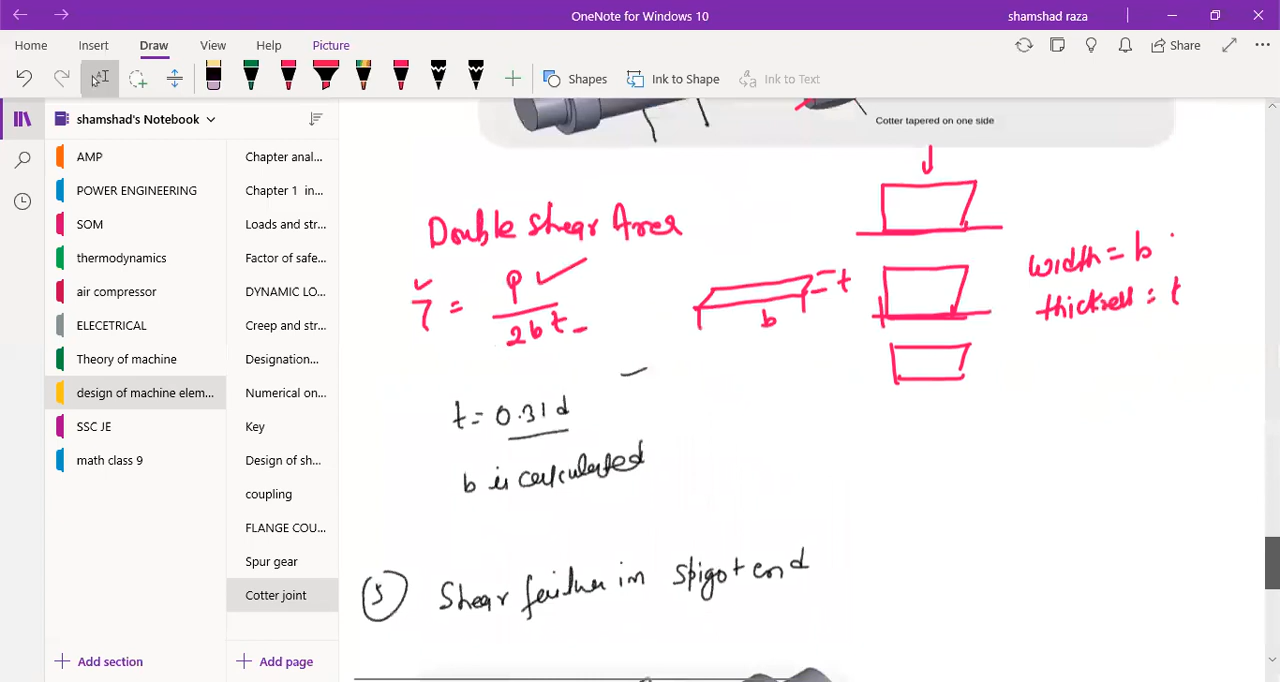 OneNote for Windows 10
shamshad raza
Home
Insert
Draw
View
Help
Picture
Share
Shapes
Ink to Shape
Ink to Text
shamshad's Notebook
AMP
POWER ENGINEERING
SOM
thermodynamics
air compressor
ELECETRICAL
Theory of machine
design of machine elem...
SSC JE
math class 9
Add section
Chapter anal...
Chapter 1 in...
Loads and str...
Factor of safe...
DYNAMIC LO...
Creep and str...
Designation...
Numerical on...
Key
Design of sh...
coupling
FLANGE COU...
Spur gear
Cotter joint
Add page
Cotter tapered on one side
Double Shear Area
τ = P / 2bt
b
t
width = b
thickness = t
t = 0.31d
b is calculated
5 Shear failure in spigot end